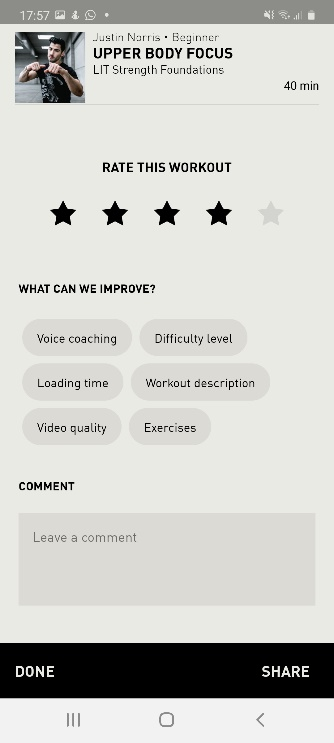 17:57
Justin Norris • Beginner
UPPER BODY FOCUS
LIT Strength Foundations
40 min
RATE THIS WORKOUT
WHAT CAN WE IMPROVE?
Voice coaching
Difficulty level
Loading time
Workout description
Video quality
Exercises
COMMENT
Leave a comment
DONE
SHARE